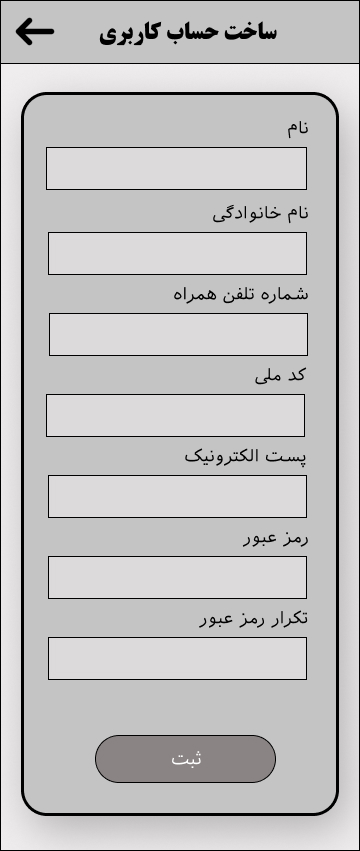 ساخت حساب کاربری
نام
نام خانوادگی
شماره تلفن همراه
کد ملی
پست الکترونیک
رمز عبور
تکرار رمز عبور
ثبت